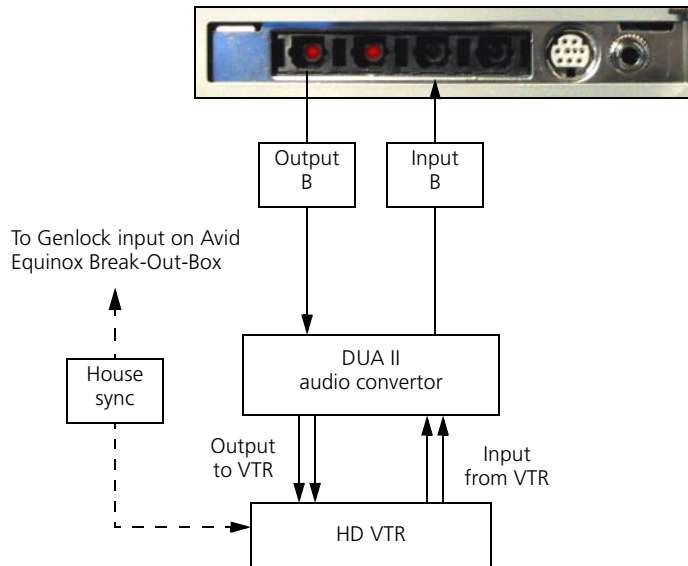 Output
B
Input
B
To Genlock input on Avid
Equinox Break-Out-Box
House
sync
DUA II
audio convertor
Output
to VTR
Input
from VTR
HD VTR